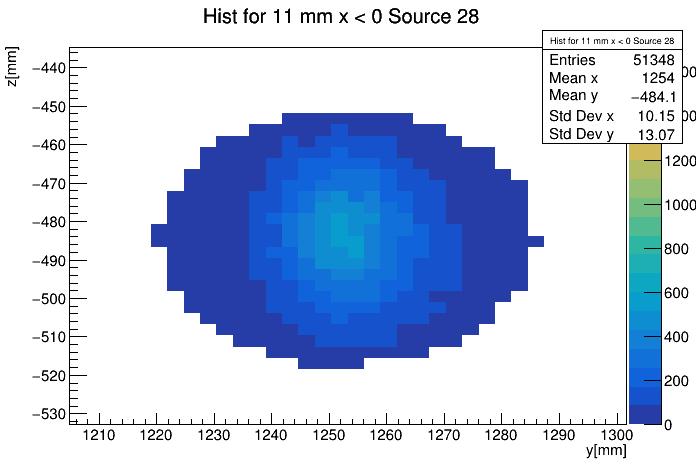 Hist for 11 mm x < 0 Source 28
z[mm]
Hist for 11 mm x < 0 Source 28
Entries 51348
Mean x 1254
Mean y −484.1
Std Dev x 10.15
Std Dev y 13.07
−440
−450
−460
−470
−480
−490
−500
−510
−520
−530
1210 1220 1230 1240 1250 1260 1270 1280 1290 1300
y[mm]
1200
1000
800
600
400
200
0